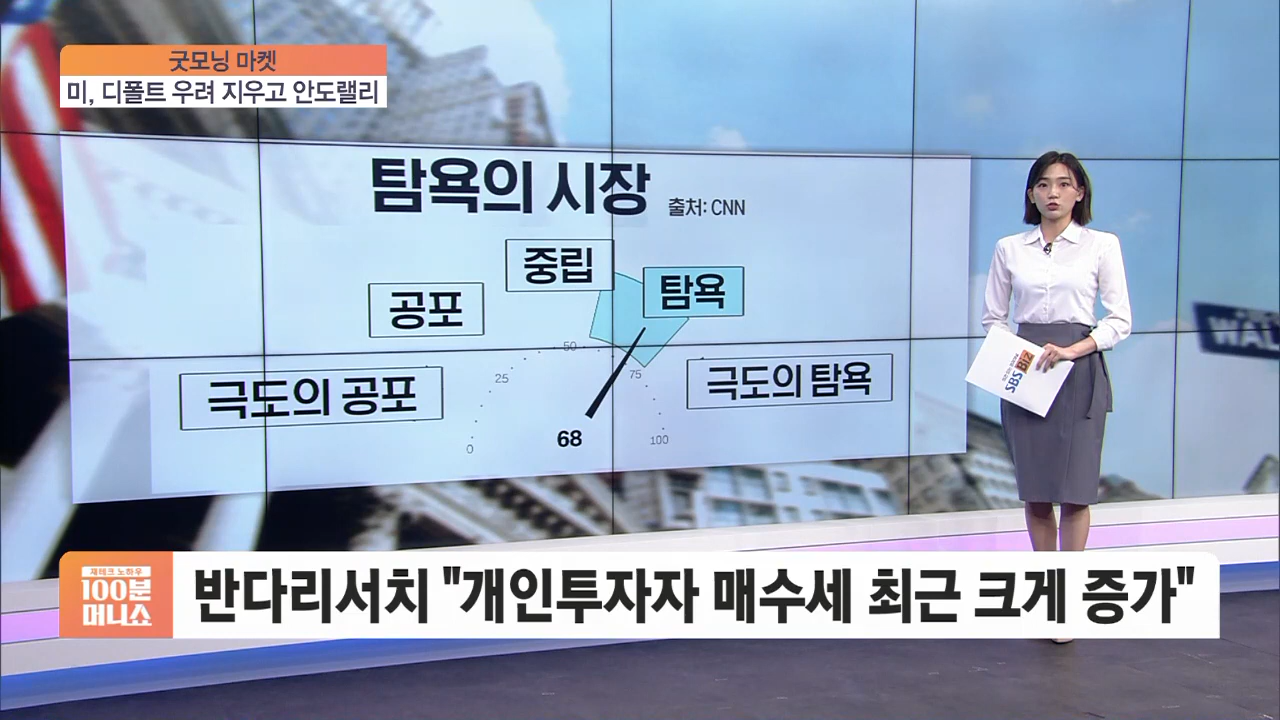 굿모닝 마켓
미, 디폴트 우려 지우고 안도랠리
탐욕의 시장
출처: CNN
중립
탐욕
공포
극도의 공포
극도의 탐욕
50
25
75
0
68
100
WAL
SBS Biz
재테크 노하우
100분
머니쇼
반다리서치 "개인투자자 매수세 최근 크게 증가"